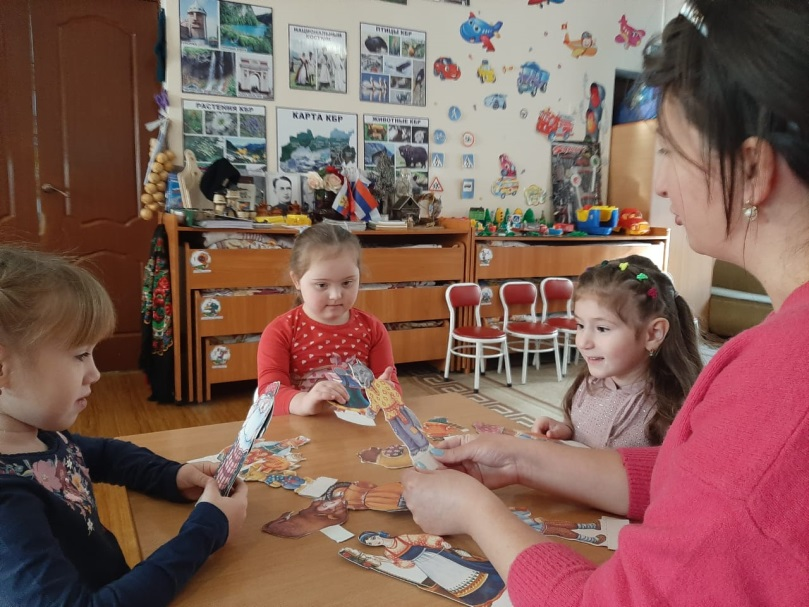 НАЦИОНАЛЬНЫЙ
КОСТЮМ
ПТИЦЫ КБР
РАСТЕНИЯ КБР
КАРТА КБР
ЖИВОТНЫЕ КБР